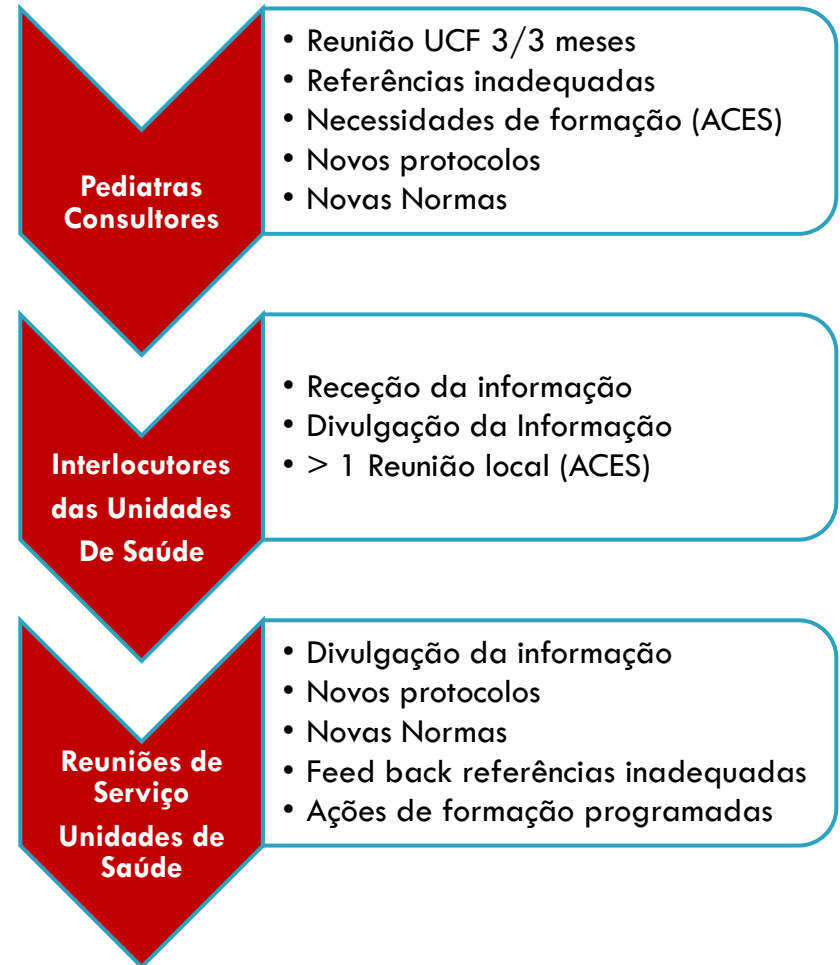 Pediatras
Consultores
• Reunião UCF 3/3 meses
• Referências inadequadas
• Necessidades de formação (ACES)
• Novos protocolos
• Novas Normas
Interlocutores
das Unidades
De Saúde
• Receção da informação
• Divulgação da Informação
• > 1 Reunião local (ACES)
Reuniões de
Serviço
Unidades de
Saúde
• Divulgação da informação
• Novos protocolos
• Novas Normas
• Feed back referências inadequadas
• Ações de formação programadas